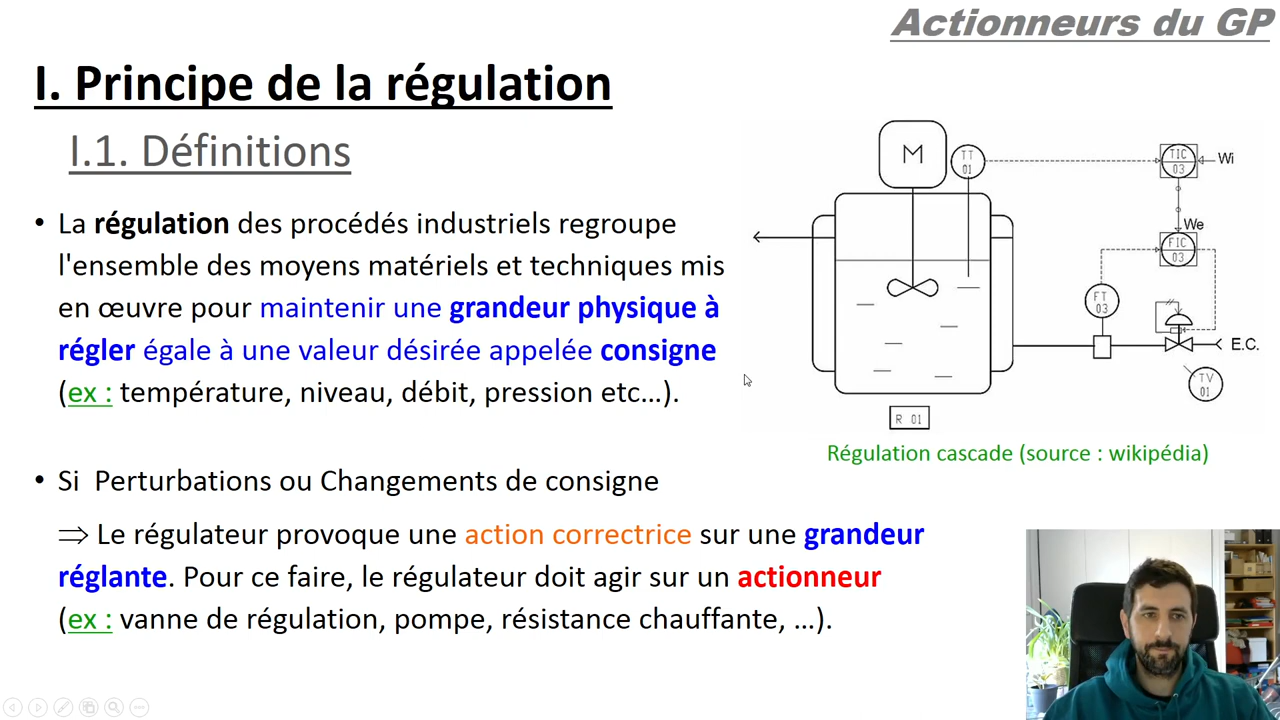 Actionneurs du GP
I. Principe de la régulation
I.1. Définitions
• La régulation des procédés industriels regroupe
l'ensemble des moyens matériels et techniques mis
en œuvre pour maintenir une grandeur physique à
régler égale à une valeur désirée appelée consigne
(ex : température, niveau, débit, pression etc…).
M
TT
01
TIC
03
Wi
We
FIC
03
FT
03
E.C.
TV
01
R 01
Régulation cascade (source : wikipédia)
• Si  Perturbations ou Changements de consigne
⇒ Le régulateur provoque une action correctrice sur une grandeur
réglante. Pour ce faire, le régulateur doit agir sur un actionneur
(ex : vanne de régulation, pompe, résistance chauffante, …).